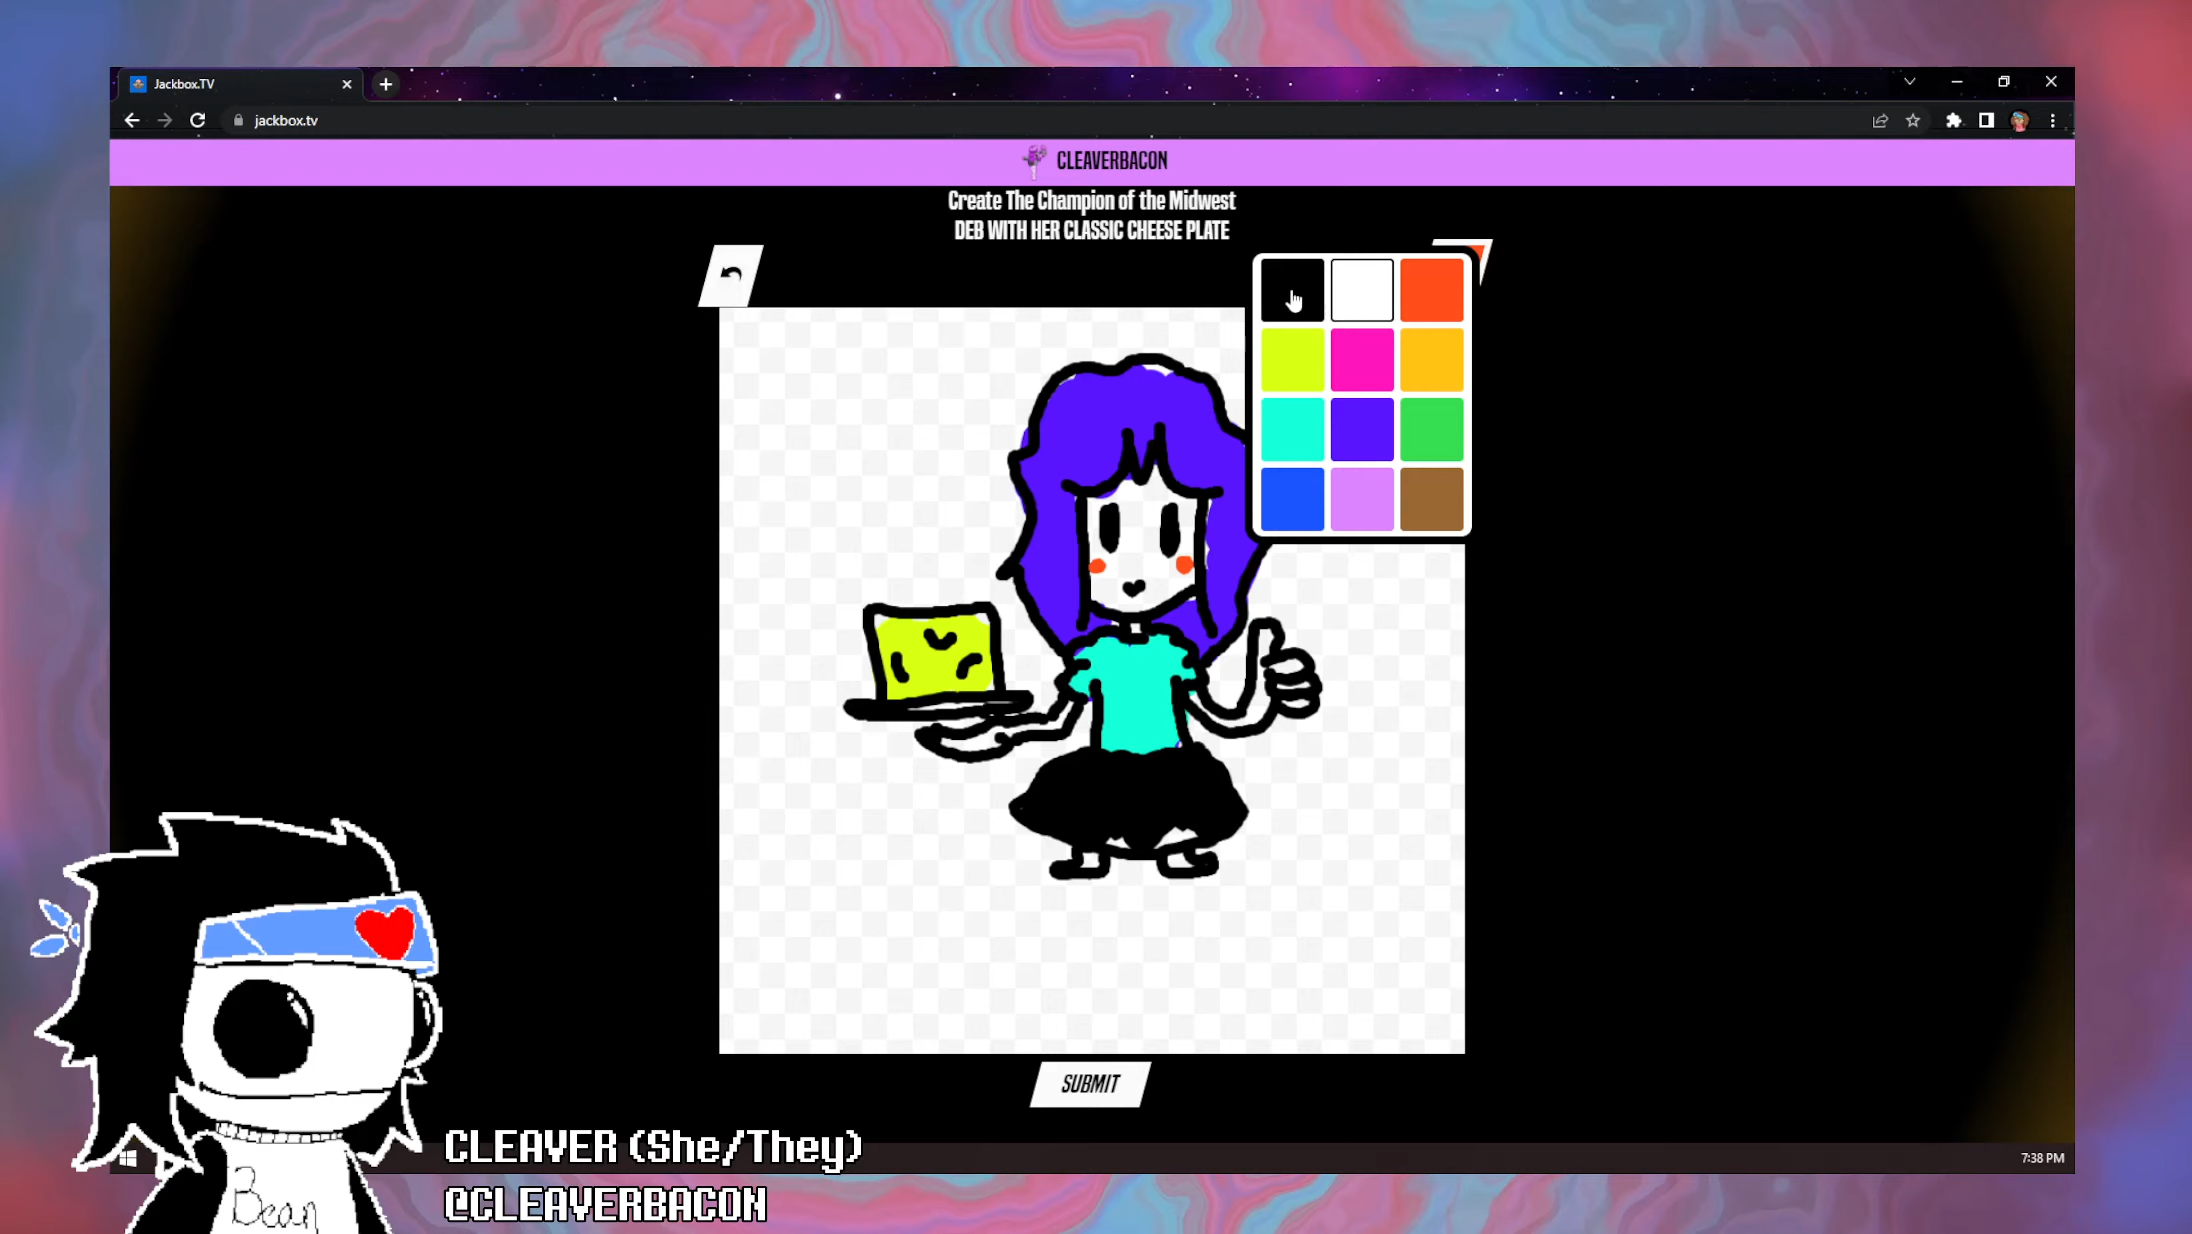 Jackbox.TV
jackbox.tv
CLEAVERBACON
Create The Champion of the Midwest
DEB WITH HER CLASSIC CHEESE PLATE
SUBMIT
Bean
CLEAVER (She/They)
7:38 PM
@CLEAVERBACON